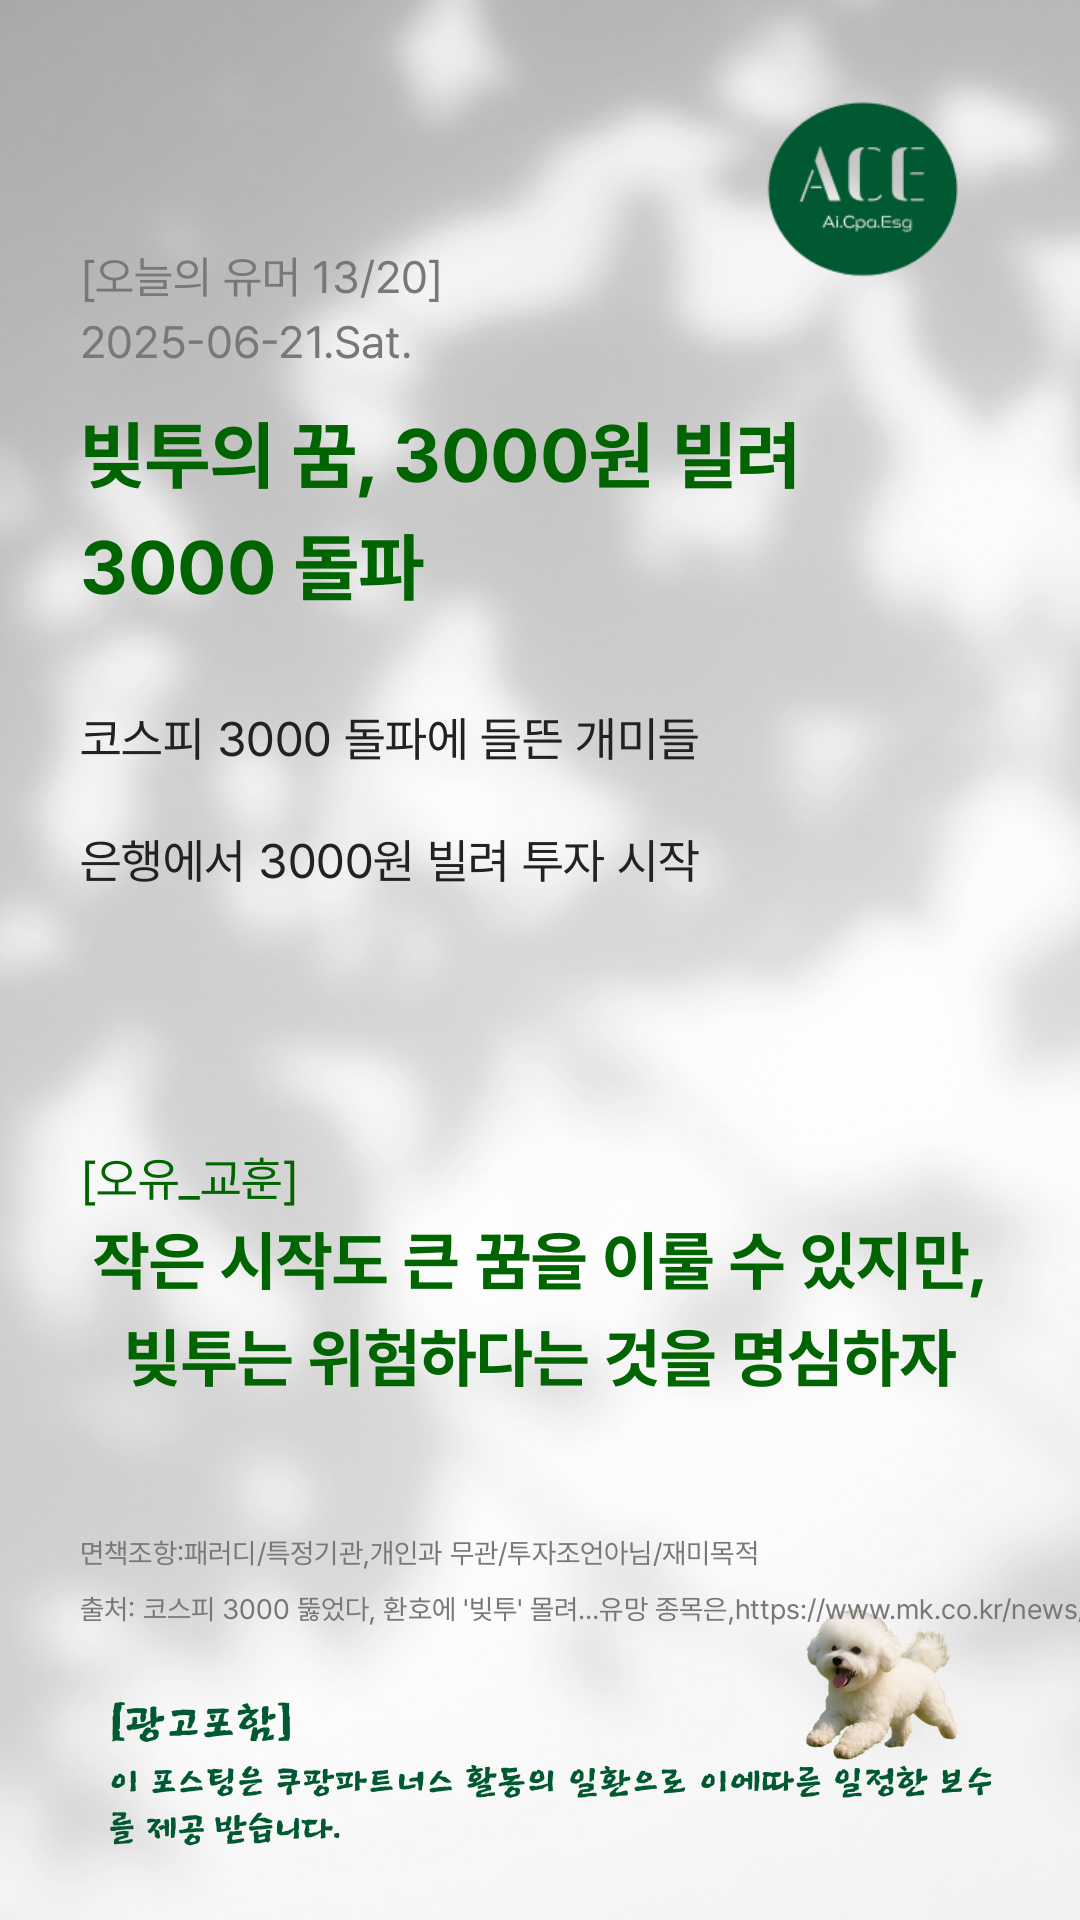 ACE
Ai.Cpa.Esg
[오늘의 유머 13/20]
2025-06-21.Sat.
빚투의 꿈, 3000원 빌려
3000 돌파
코스피 3000 돌파에 들뜬 개미들
은행에서 3000원 빌려 투자 시작
[오유_교훈]
작은 시작도 큰 꿈을 이룰 수 있지만,
빚투는 위험하다는 것을 명심하자
면책조항:패러디/특정기관,개인과 무관/투자조언아님/재미목적
출처: 코스피 3000 뚫었다, 환호에 '빚투' 몰려...유망 종목은,https://www.mk.co.kr/news/
[광고포함]
이 포스팅은 쿠팡파트너스 활동의 일환으로 이에따른 일정한 보수
를 제공 받습니다.